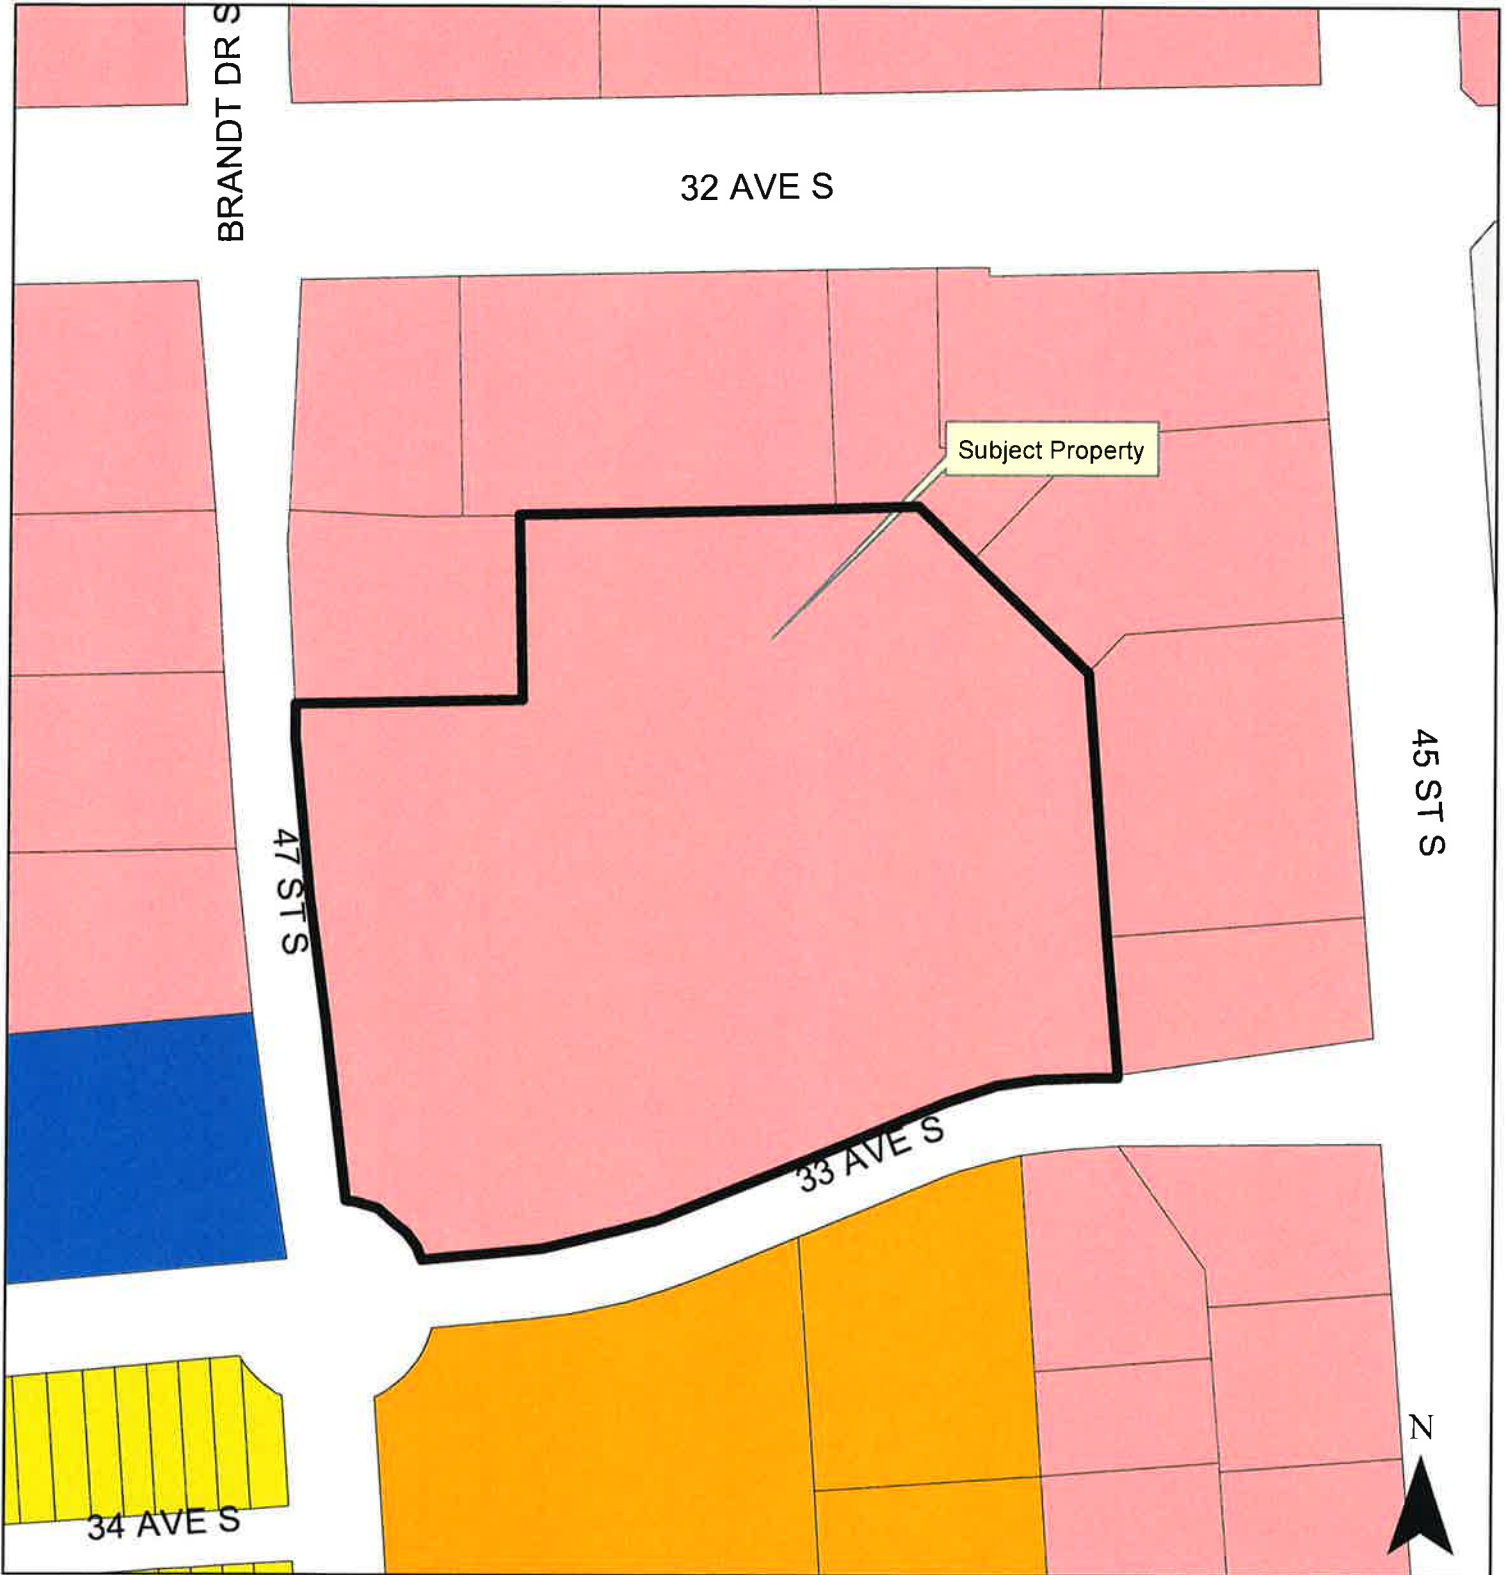 BRANDT DR S
32 AVE S
Subject Property
45 ST S
47 ST S
33 AVE S
N
34 AVE S